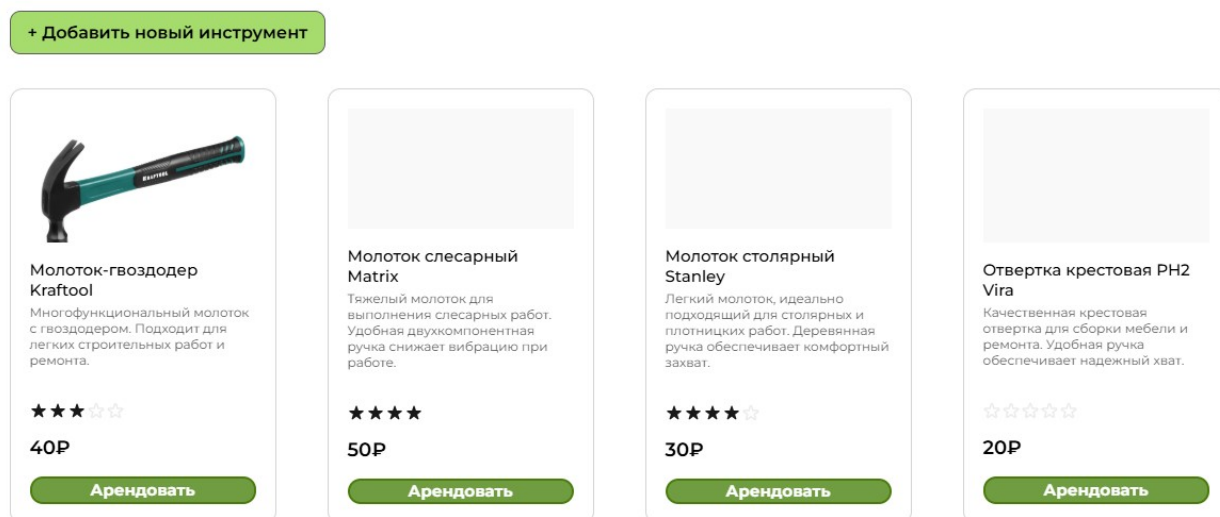 + Добавить новый инструмент
KRAFTOOL
Молоток-гвоздодер
Kraftool
Многофункциональный молоток
с гвоздодером. Подходит для
легких строительных работ и
ремонта.
40₽
Арендовать
Молоток слесарный
Matrix
Тяжелый молоток для
выполнения слесарных работ.
Удобная двухкомпонентная
ручка снижает вибрацию при
работе.
50₽
Арендовать
Молоток столярный
Stanley
Легкий молоток, идеально
подходящий для столярных и
плотницких работ. Деревянная
ручка обеспечивает комфортный
захват.
30₽
Арендовать
Отвертка крестовая PH2
Vira
Качественная крестовая
отвертка для сборки мебели и
ремонта. Удобная ручка
обеспечивает надежный хват.
20₽
Арендовать